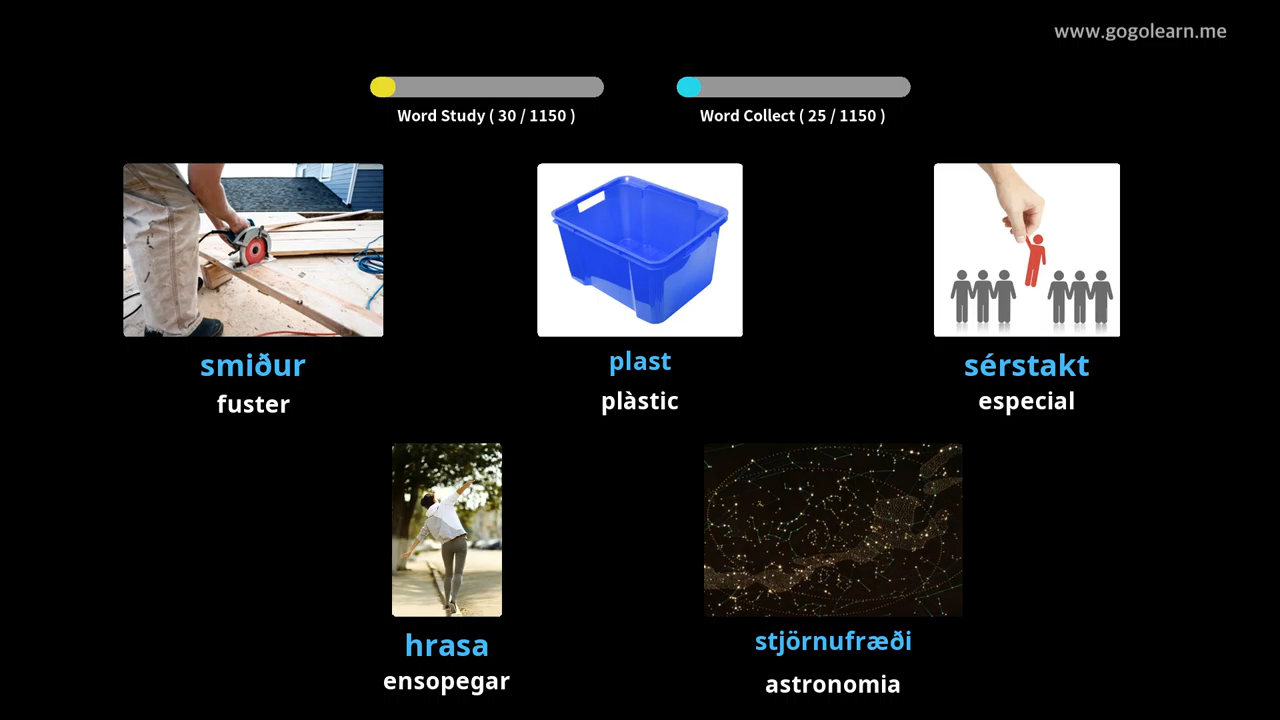 www.gogolearn.me
Word Study ( 30 / 1150 )
Word Collect ( 25 / 1150 )
smiður
fuster
plast
plàstic
sérstakt
especial
hrasa
ensopegar
stjörnufræði
astronomia